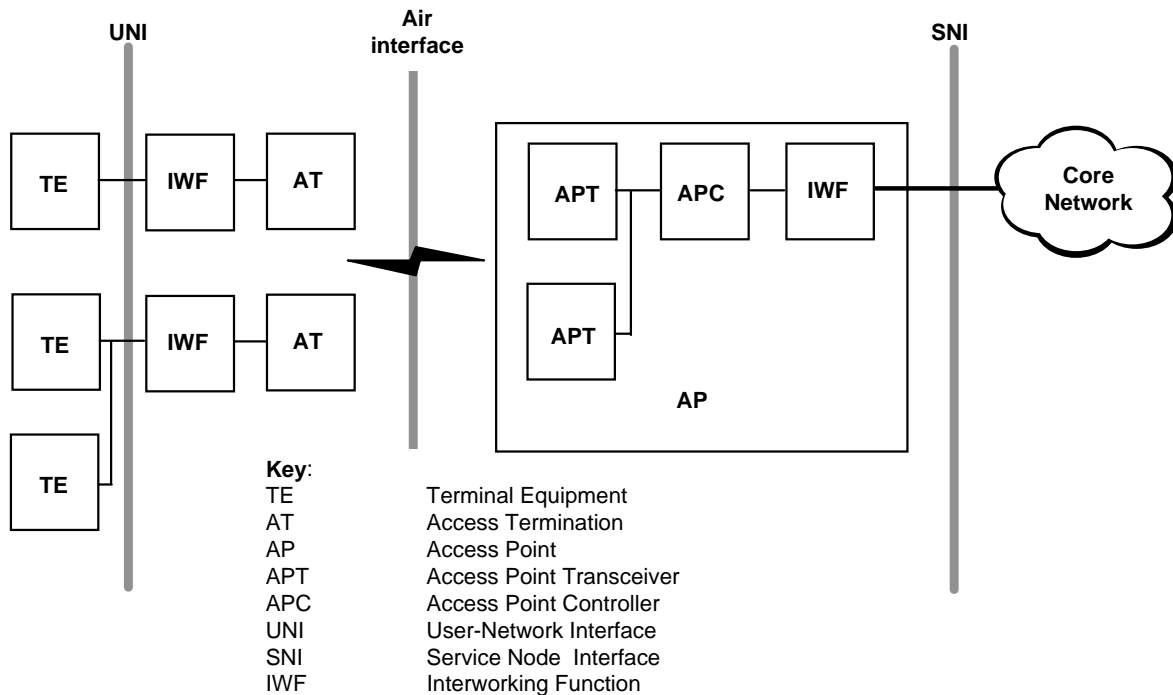 UNI
Air
interface
SNI
TE
IWF
AT
APT
APC
IWF
Core
Network
TE
IWF
AT
APT
AP
TE
Key:
TE Terminal Equipment
AT Access Termination
AP Access Point
APT Access Point Transceiver
APC Access Point Controller
UNI User-Network Interface
SNI Service Node Interface
IWF Interworking Function